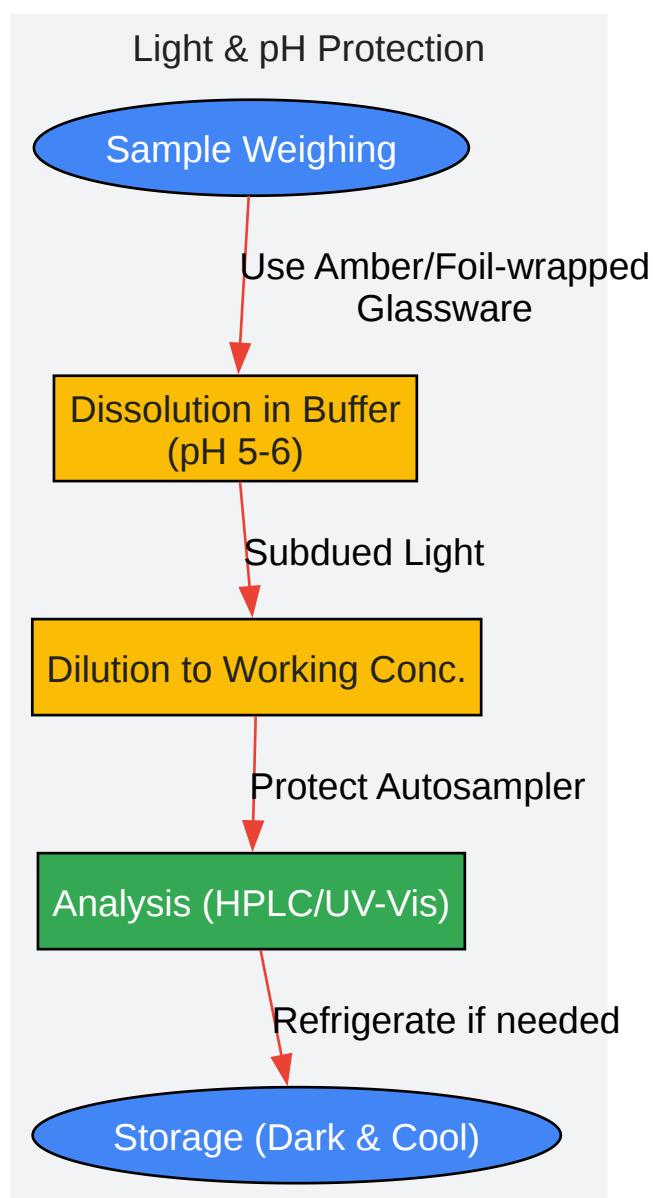 Light & pH Protection
Sample Weighing
Use Amber/Foil-wrapped
Glassware
Dissolution in Buffer
(pH 5-6)
Subdued Light
Dilution to Working Conc.
Protect Autosampler
Analysis (HPLC/UV-Vis)
Refrigerate if needed
Storage (Dark & Cool)